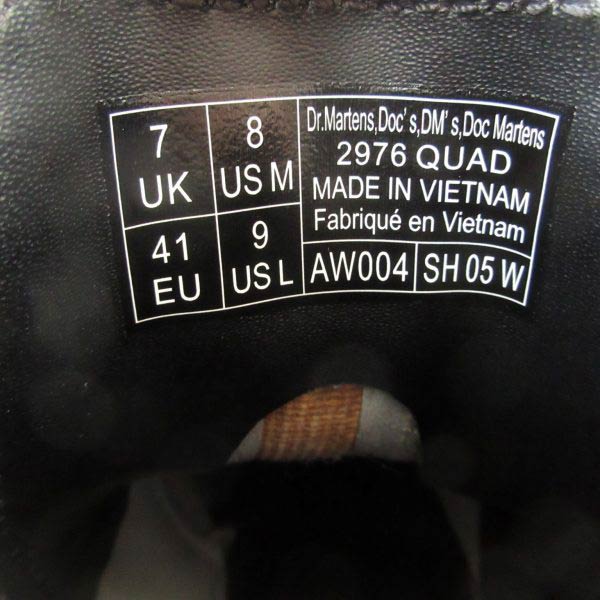 7
UK
8
US M
41
EU
9
US L
Dr.Martens,Doc's,DM's,Doc Martens
2976 QUAD
MADE IN VIETNAM
Fabriqué en Vietnam
AW004
SH 05 W